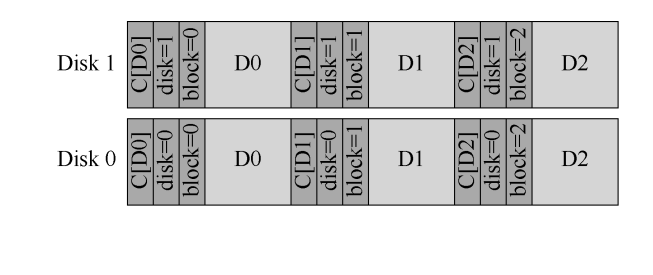 Disk 1 C[D0] disk=1 block=0 D0 C[D1] disk=1 block=1 D1 C[D2] disk=1 block=2 D2
Disk 0 C[D0] disk=0 block=0 D0 C[D1] disk=0 block=1 D1 C[D2] disk=0 block=2 D2